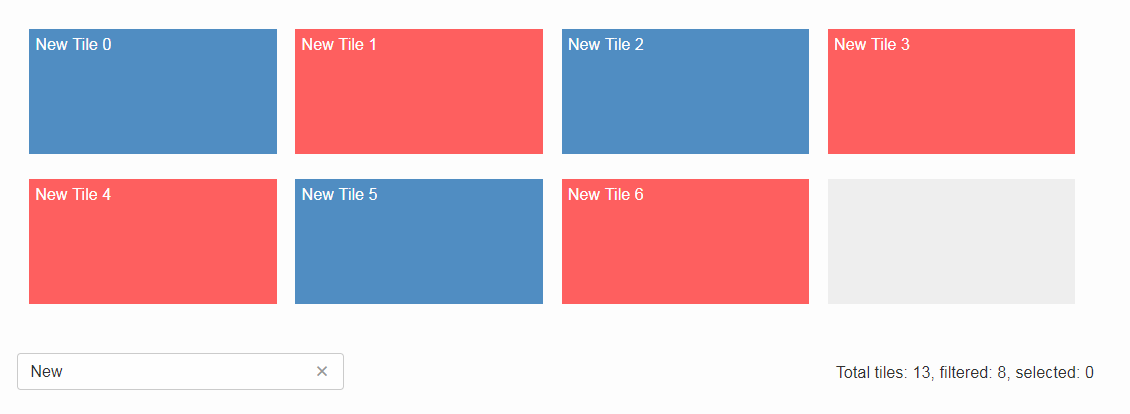 New Tile 0
New Tile 1
New Tile 2
New Tile 3
New Tile 4
New Tile 5
New Tile 6
New
Total tiles: 13, filtered: 8, selected: 0